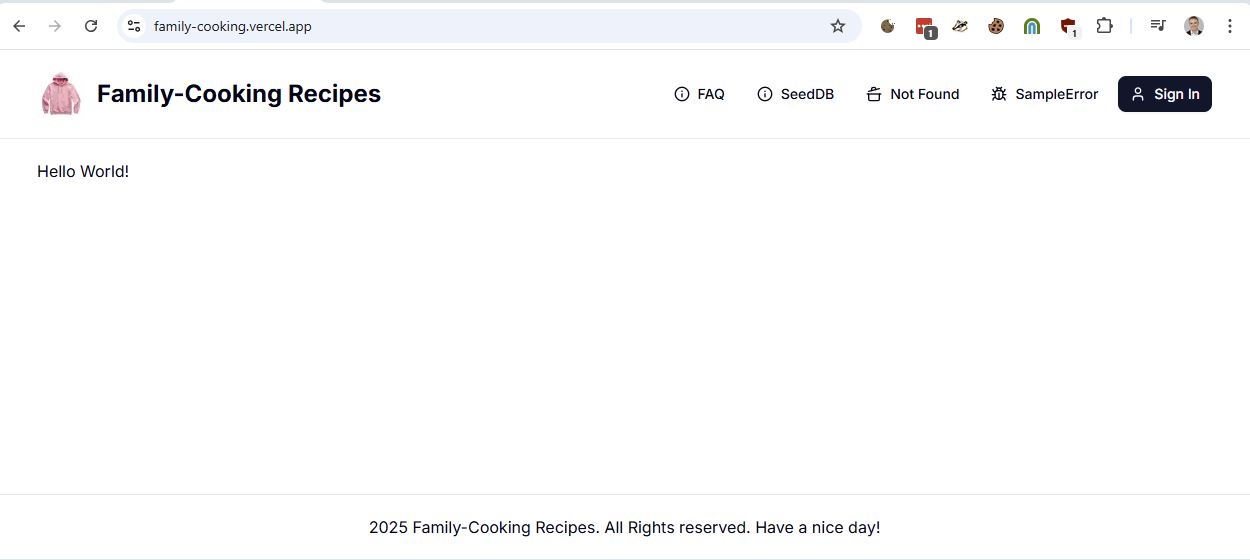 family-cooking.vercel.app
1
1
Family-Cooking Recipes
FAQ
SeedDB
Not Found
SampleError
Sign In
Hello World!
2025 Family-Cooking Recipes. All Rights reserved. Have a nice day!